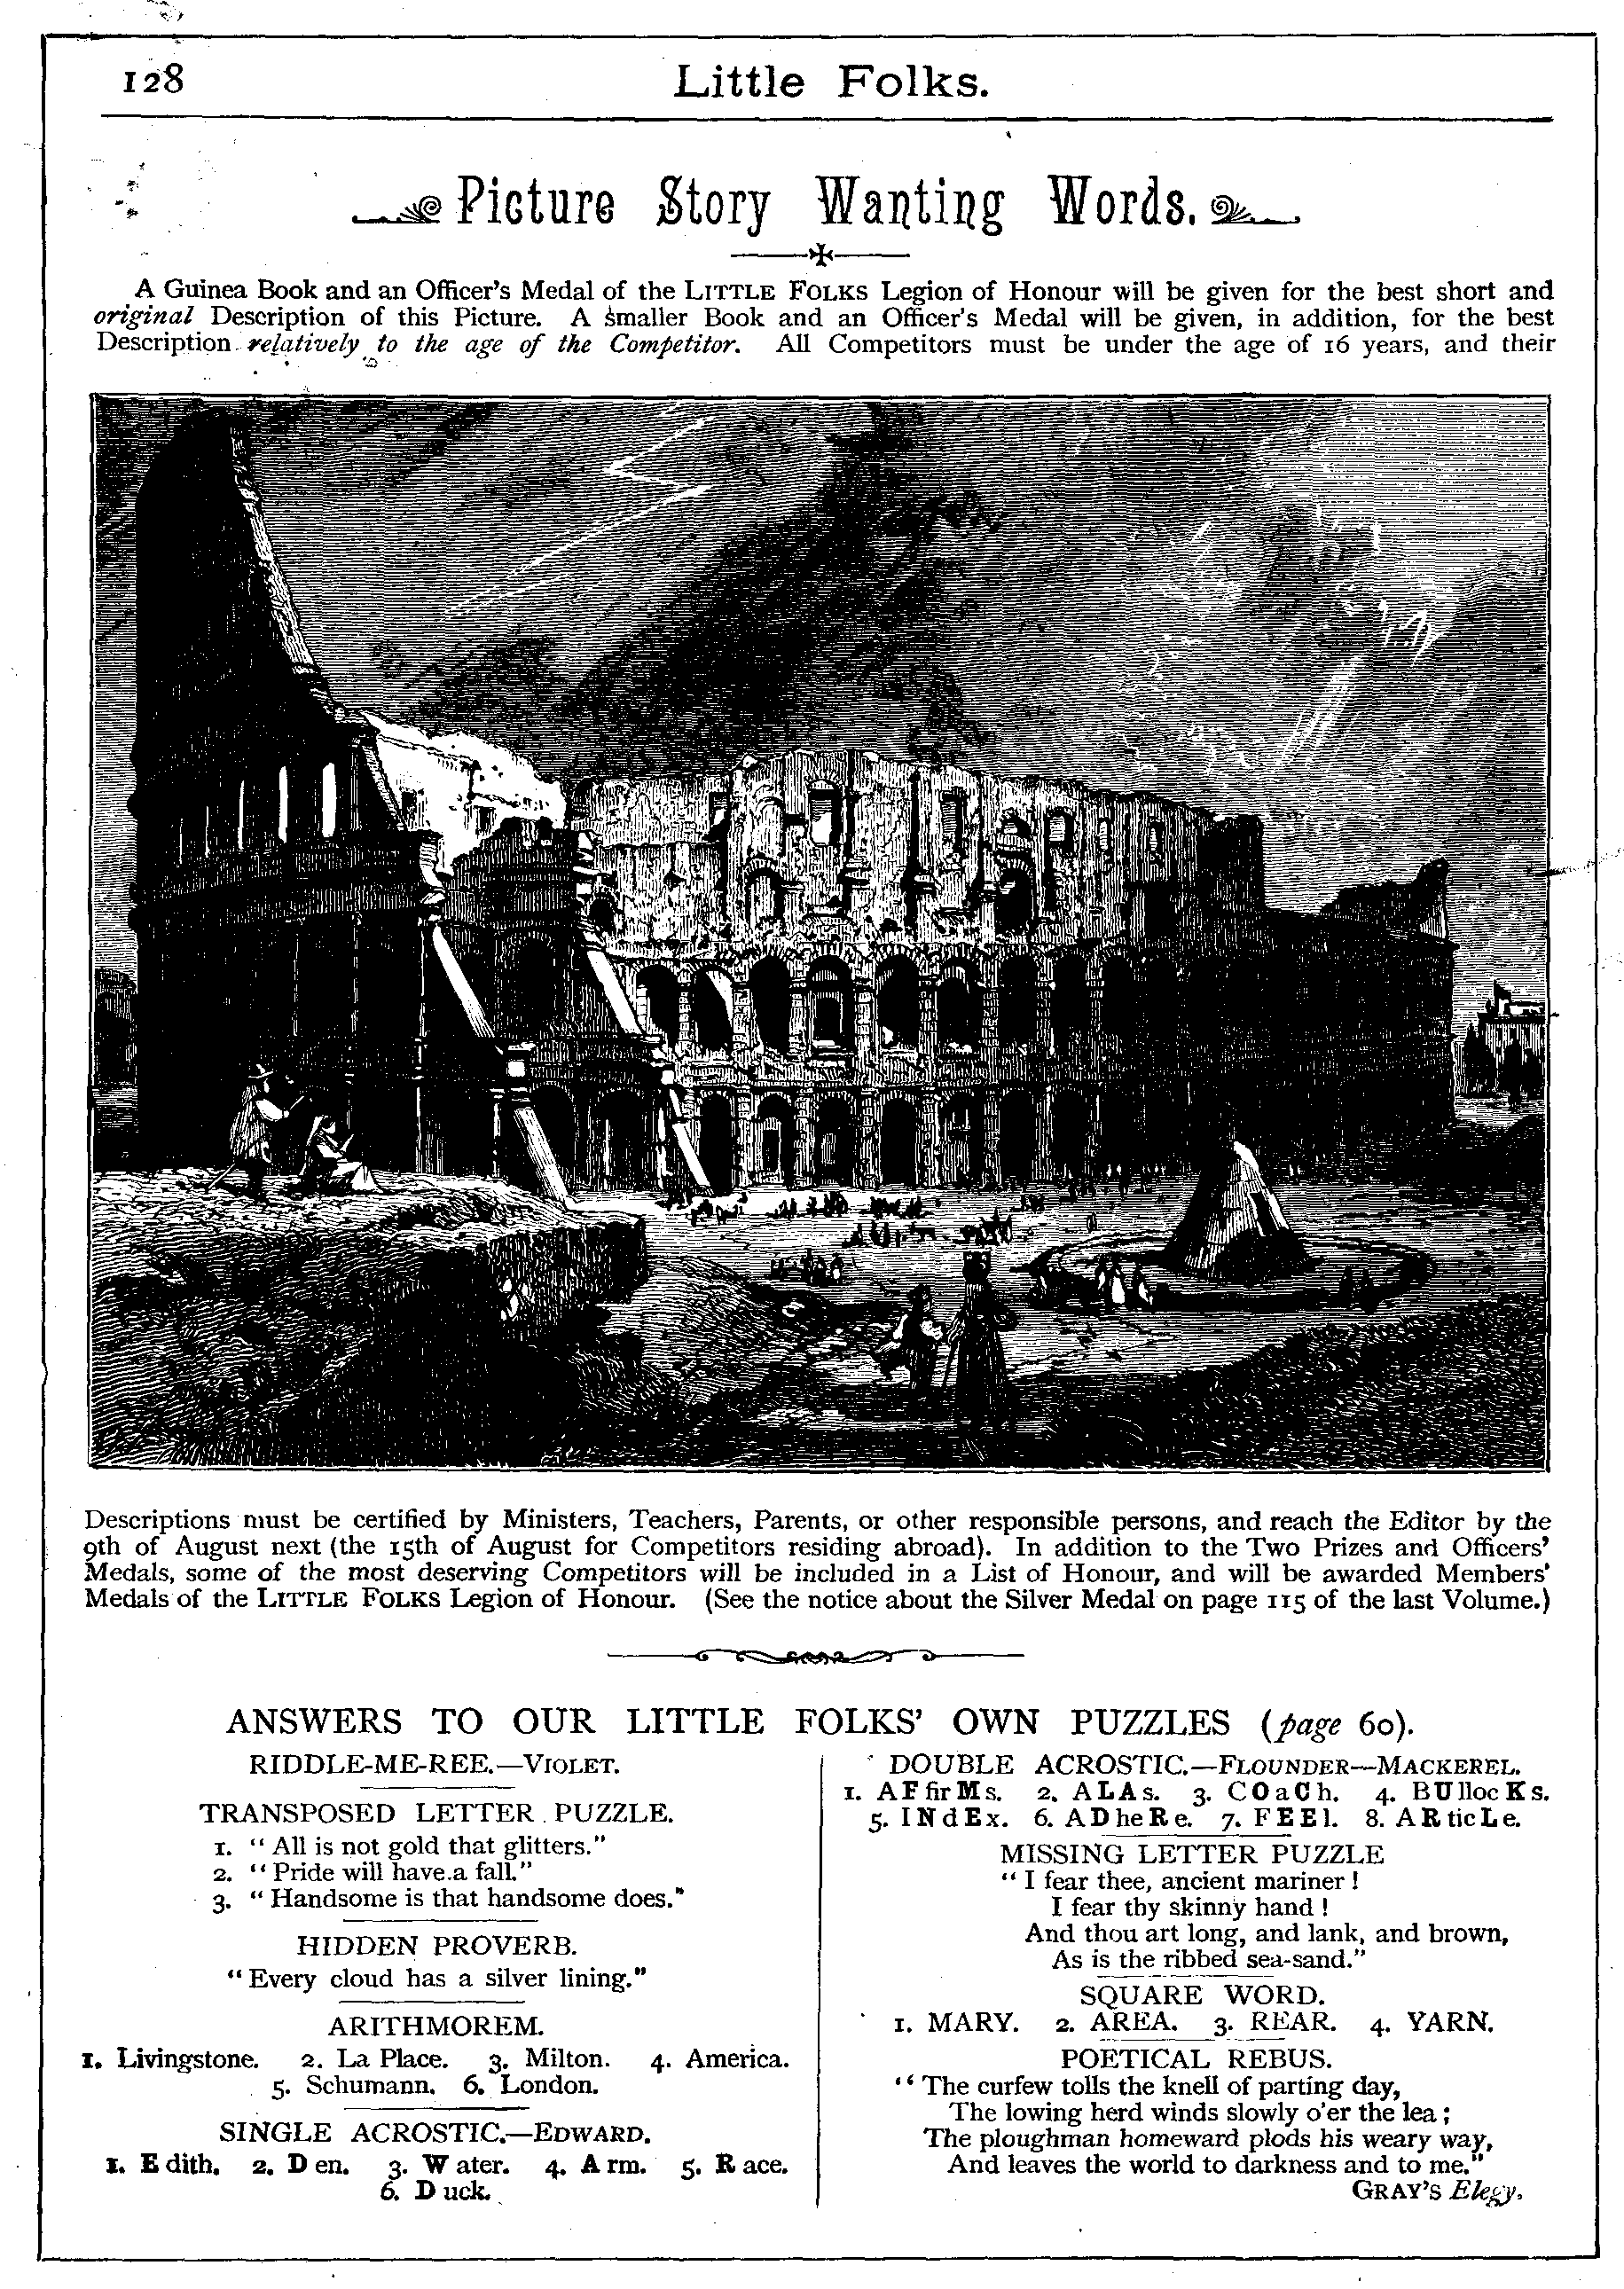 128
Little Folks.
Picture Story Wanting Words.
A Guinea Book and an Officer's Medal of the LITTLE FOLKS Legion of Honour will be given for the best short and
original Description of this Picture. A smaller Book and an Officer's Medal will be given, in addition, for the best
Description relatively to the age of the Competitor. All Competitors must be under the age of 16 years, and their
Descriptions must be certified by Ministers, Teachers, Parents, or other responsible persons, and reach the Editor by the
9th of August next (the 15th of August for Competitors residing abroad). In addition to the Two Prizes and Officers'
Medals, some of the most deserving Competitors will be included in a List of Honour, and will be awarded Members'
Medals of the LITTLE FOLKS Legion of Honour. (See the notice about the Silver Medal on page 115 of the last Volume.)
ANSWERS TO OUR LITTLE FOLKS' OWN PUZZLES (page 60).
RIDDLE-ME-REE.—VIOLET.
TRANSPOSED LETTER PUZZLE.
1. "All is not gold that glitters."
2. "Pride will have a fall."
3. "Handsome is that handsome does."
HIDDEN PROVERB.
"Every cloud has a silver lining."
ARITHMOREM.
1. Livingstone. 2. La Place. 3. Milton. 4. America.
5. Schumann. 6. London.
SINGLE ACROSTIC.—EDWARD.
1. E dith. 2. D en. 3. W ater. 4. A rm. 5. R ace.
6. D uck.
DOUBLE ACROSTIC.—FLOUNDER—MACKEREL.
1. AFfirMs. 2. ALAs. 3. COaCh. 4. BUllocKs.
5. INdEx. 6. ADheRe. 7. FEEl. 8. ARticLe.
MISSING LETTER PUZZLE
"I fear thee, ancient mariner!
I fear thy skinny hand!
And thou art long, and lank, and brown,
As is the ribbed sea-sand."
SQUARE WORD.
1. MARY. 2. AREA. 3. REAR. 4. YARN.
POETICAL REBUS.
"The curfew tolls the knell of parting day,
The lowing herd winds slowly o'er the lea;
The ploughman homeward plods his weary way,
And leaves the world to darkness and to me."
GRAY'S Elegy.